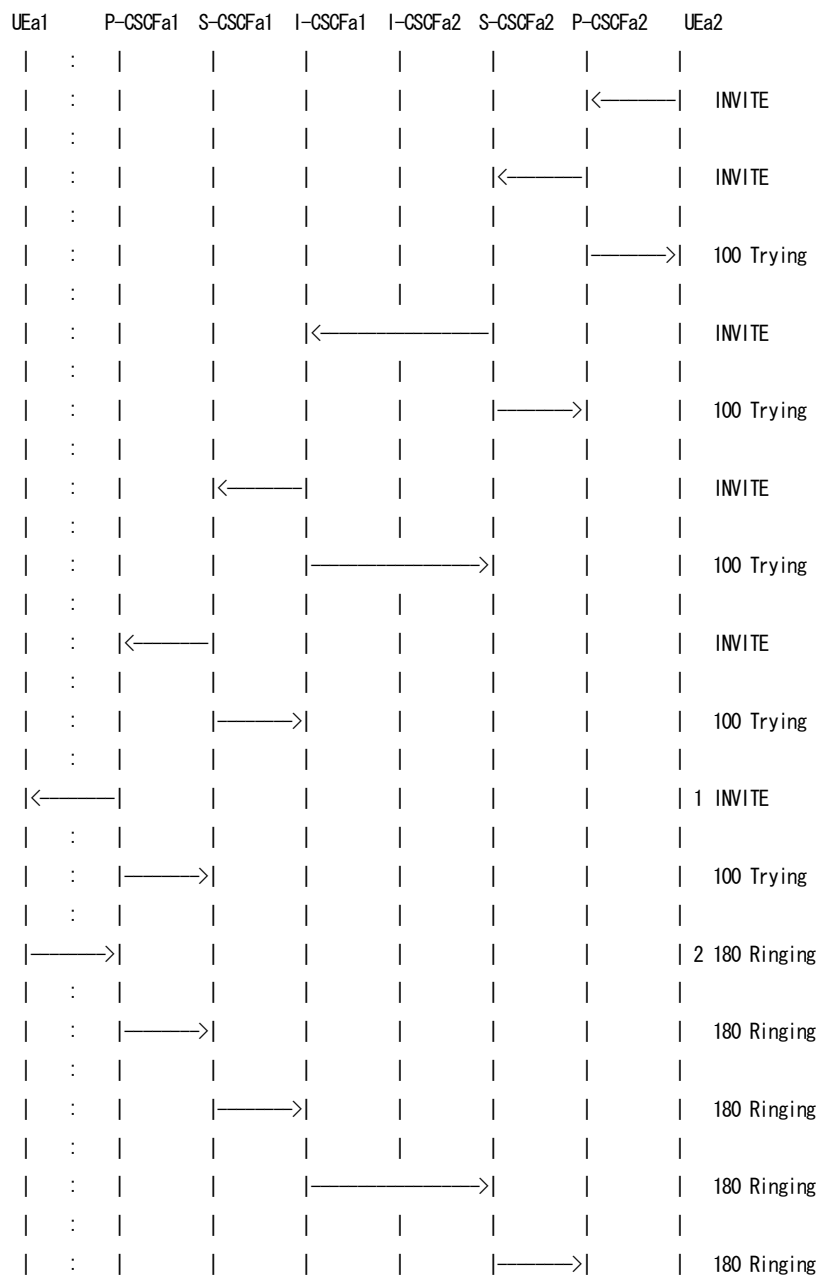 UEa1 P-CSCFa1 S-CSCFa1 I-CSCFa1 I-CSCFa2 S-CSCFa2 P-CSCFa2 UEa2
INVITE
INVITE
100 Trying
INVITE
100 Trying
INVITE
100 Trying
INVITE
100 Trying
1 INVITE
100 Trying
2 180 Ringing
180 Ringing
180 Ringing
180 Ringing
180 Ringing